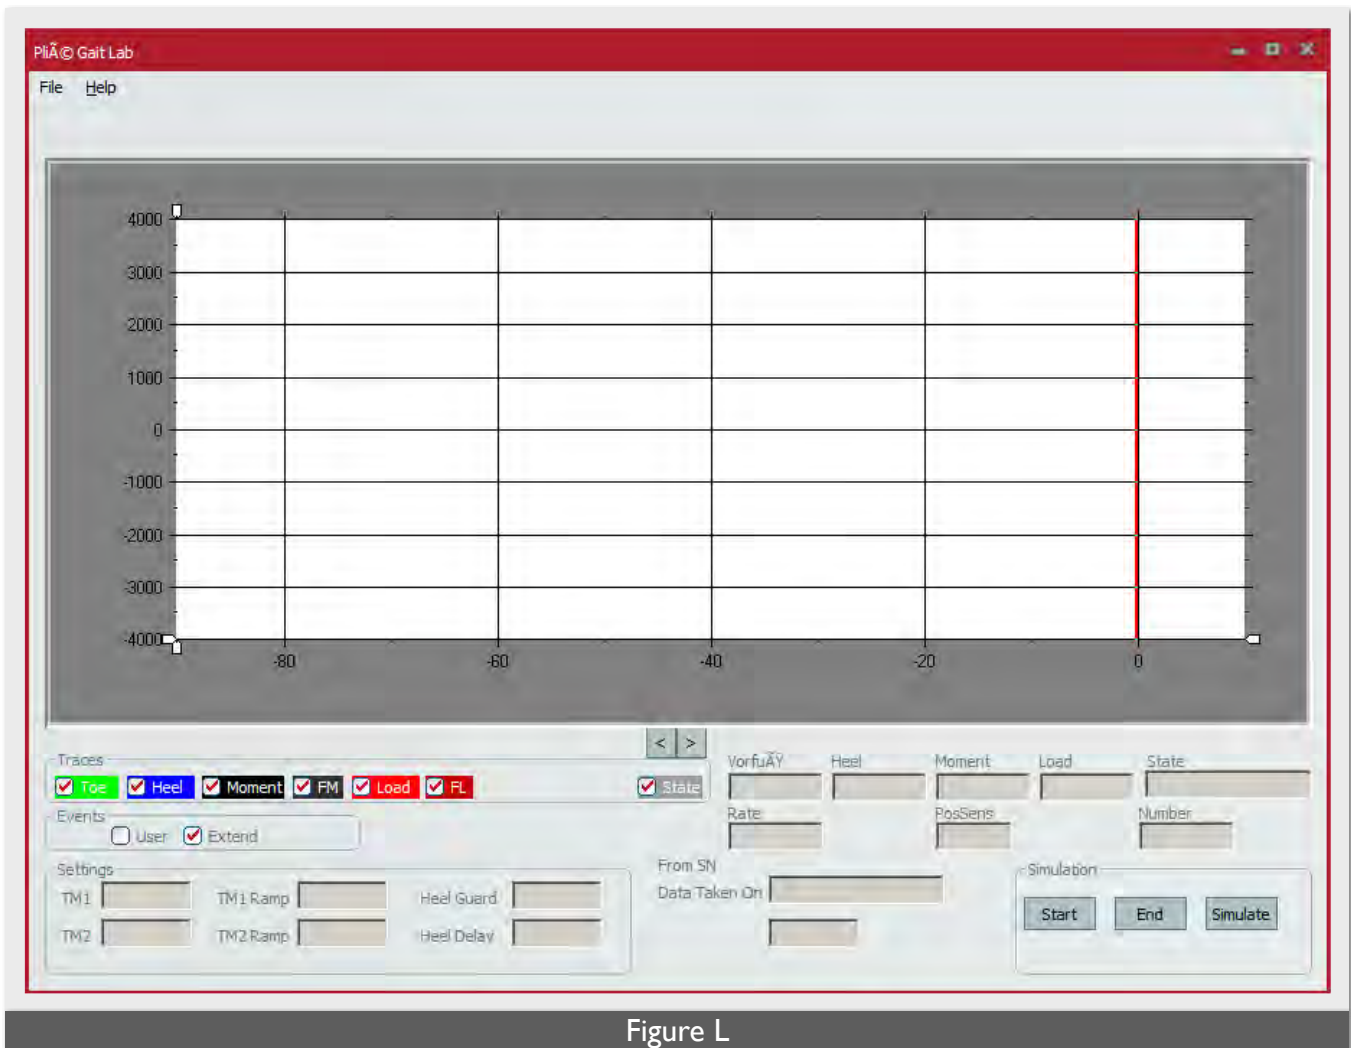 PliÃ© Gait Lab
File Help
4000
3000
2000
1000
0
-1000
-2000
-3000
-4000
-80 -60 -40 -20 0
< >
Traces
Toe Heel Moment FM Load FL State
Events
User Extend
VorfuÃŸ Heel Moment Load State
Rate PosSens Number
Settings
TM1 TM1 Ramp Heel Guard
TM2 TM2 Ramp Heel Delay
From SN
Data Taken On
Simulation
Start End Simulate
Figure L